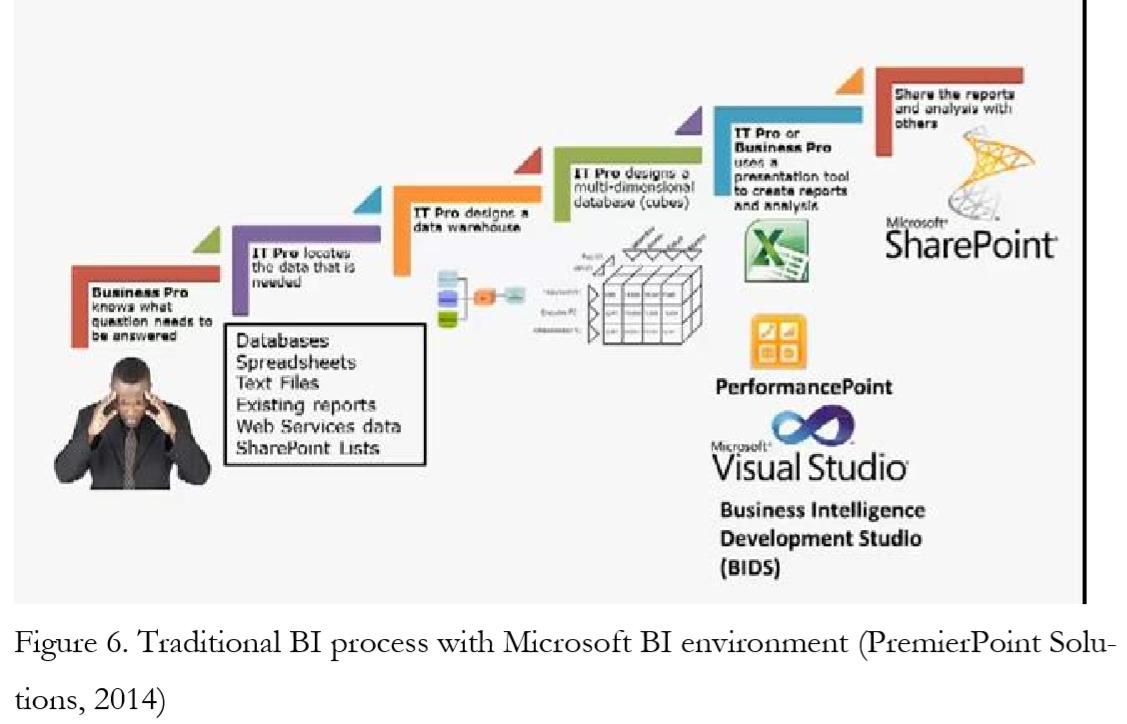 Business Pro
knows what
question needs to
be answered
IT Pro locates
the data that is
needed
Databases
Spreadsheets
Text Files
Existing reports
Web Services data
SharePoint Lists
IT Pro designs a
data warehouse
IT Pro designs a
multi-dimensional
database (cubes)
IT Pro or
Business Pro
uses a
presentation tool
to create reports
and analysis
PerformancePoint
Microsoft
Visual Studio
Business Intelligence
Development Studio
(BIDS)
Share the reports
and analysis with
others
Microsoft
SharePoint
Figure 6. Traditional BI process with Microsoft BI environment (PremierPoint Solu-
tions, 2014)